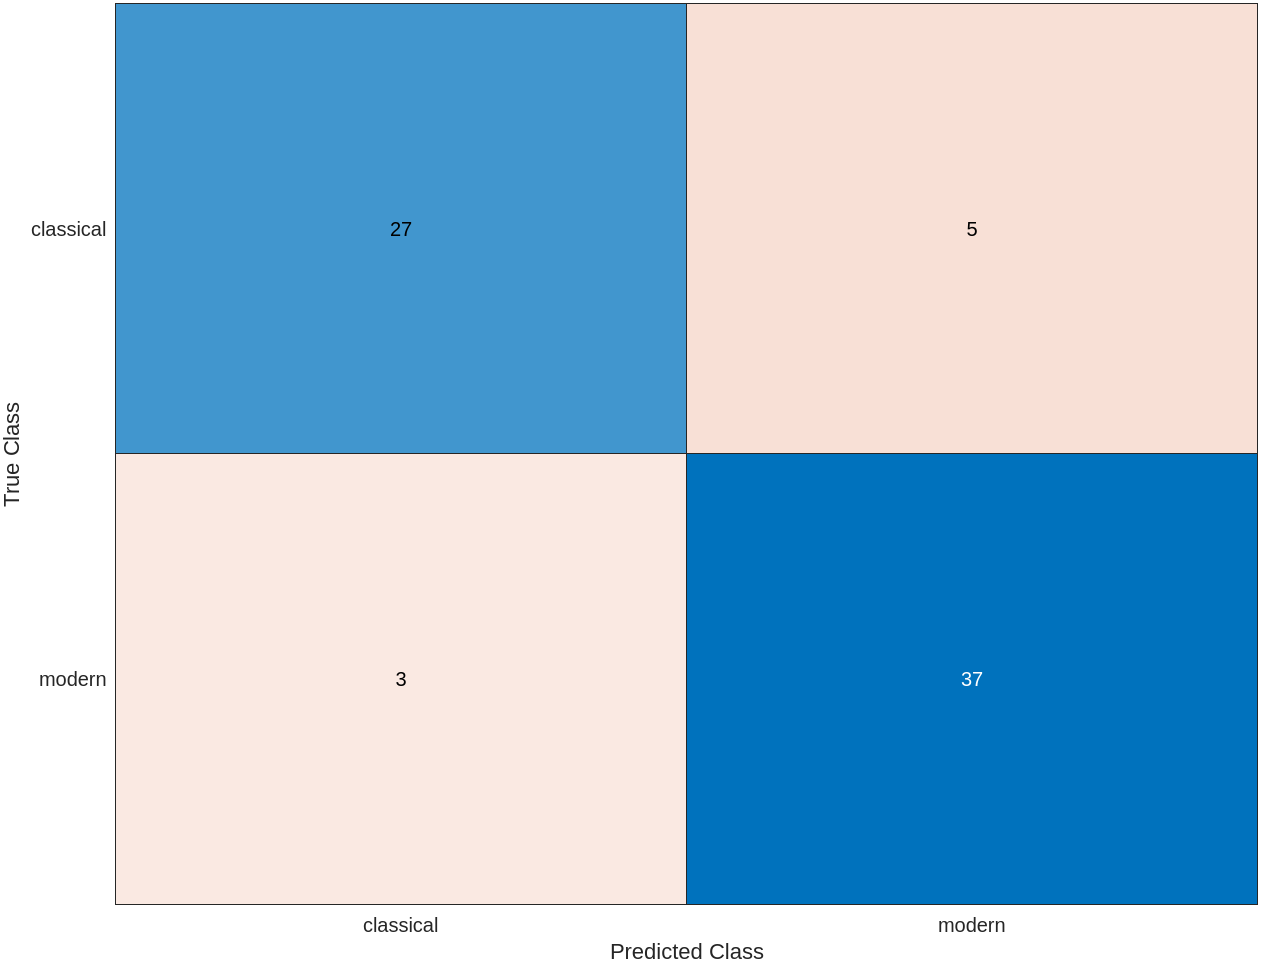 classical
27
5
True Class
modern
3
37
classical
modern
Predicted Class